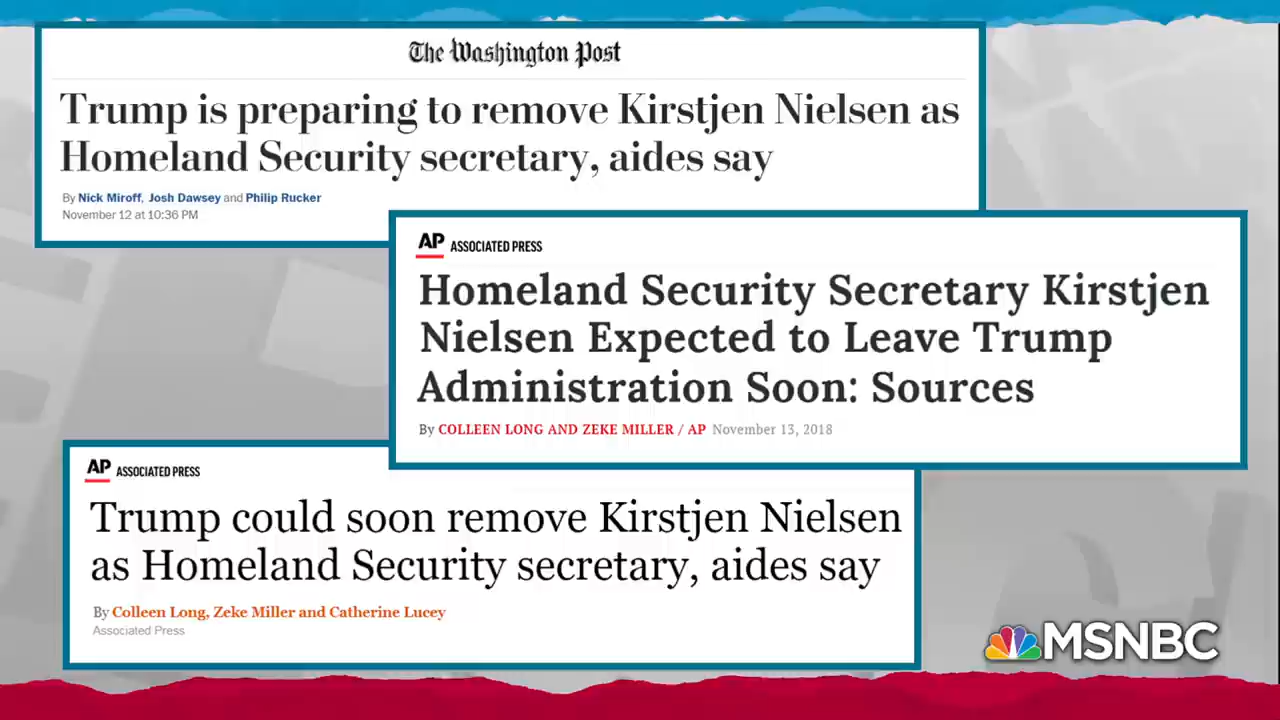 The Washington Post
Trump is preparing to remove Kirstjen Nielsen as
Homeland Security secretary, aides say
By Nick Miroff, Josh Dawsey and Philip Rucker
November 12 at 10:36 PM
AP ASSOCIATED PRESS
Homeland Security Secretary Kirstjen
Nielsen Expected to Leave Trump
Administration Soon: Sources
By COLLEEN LONG AND ZEKE MILLER / AP November 13, 2018
AP ASSOCIATED PRESS
Trump could soon remove Kirstjen Nielsen
as Homeland Security secretary, aides say
By Colleen Long, Zeke Miller and Catherine Lucey
Associated Press
MSNBC